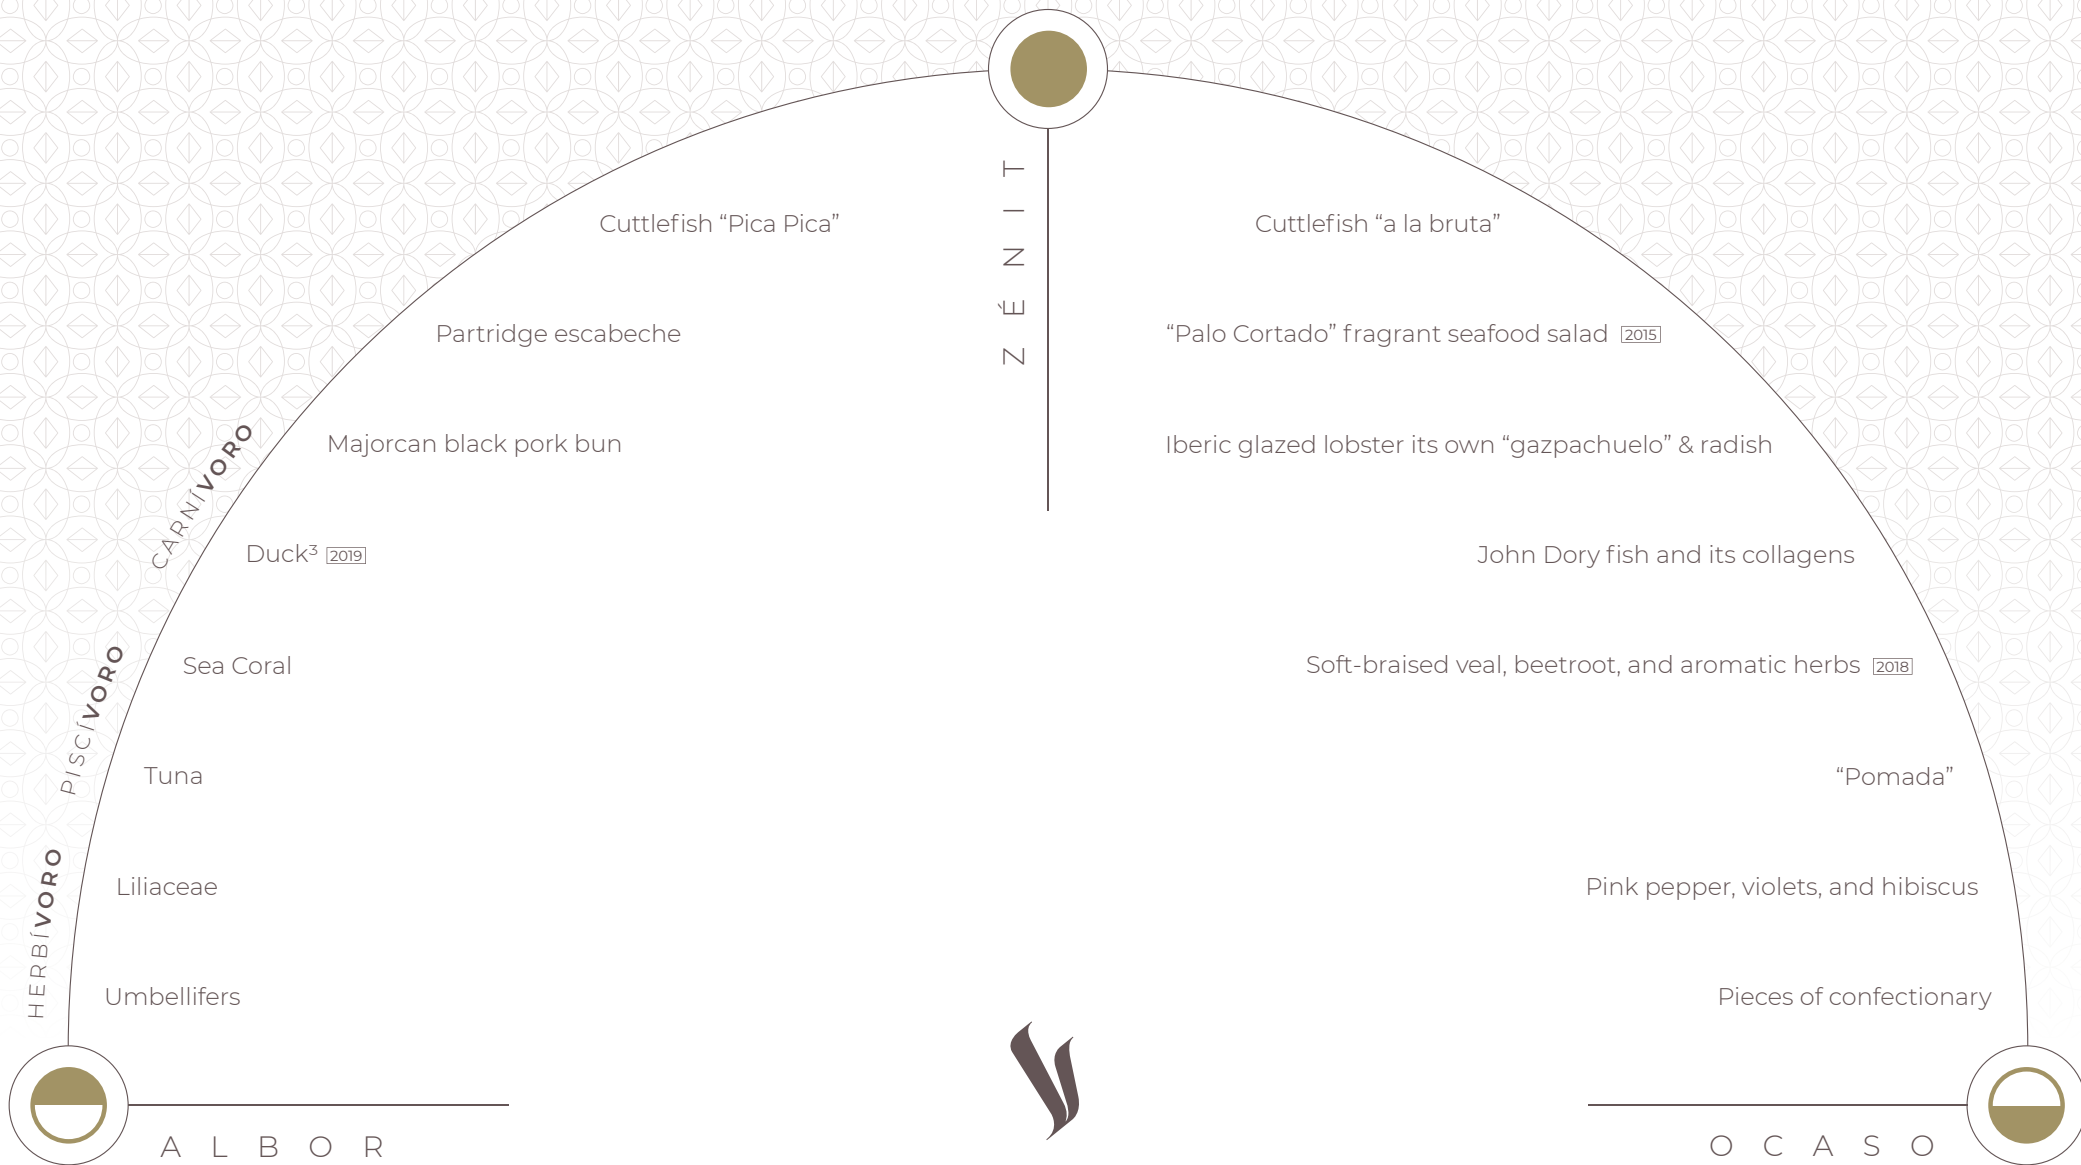 ZÉNIT
Cuttlefish “Pica Pica”
Partridge escabeche
Majorcan black pork bun
CARNÍVORO
Duck³ 2019
Sea Coral
PISCÍVORO
Tuna
Liliaceae
HERBÍVORO
Umbellifers
ALBOR
Cuttlefish “a la bruta”
“Palo Cortado” fragrant seafood salad 2015
Iberic glazed lobster its own “gazpachuelo” & radish
John Dory fish and its collagens
Soft-braised veal, beetroot, and aromatic herbs 2018
“Pomada”
Pink pepper, violets, and hibiscus
Pieces of confectionary
OCASO